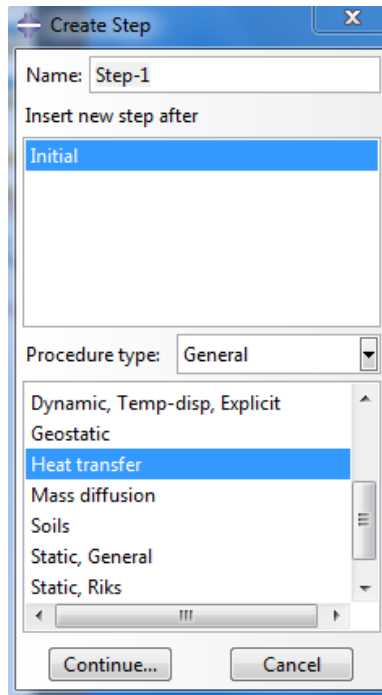 Create Step
Name: Step-1
Insert new step after
Initial
Procedure type: General
Dynamic, Temp-disp, Explicit
Geostatic
Heat transfer
Mass diffusion
Soils
Static, General
Static, Riks
Continue... Cancel